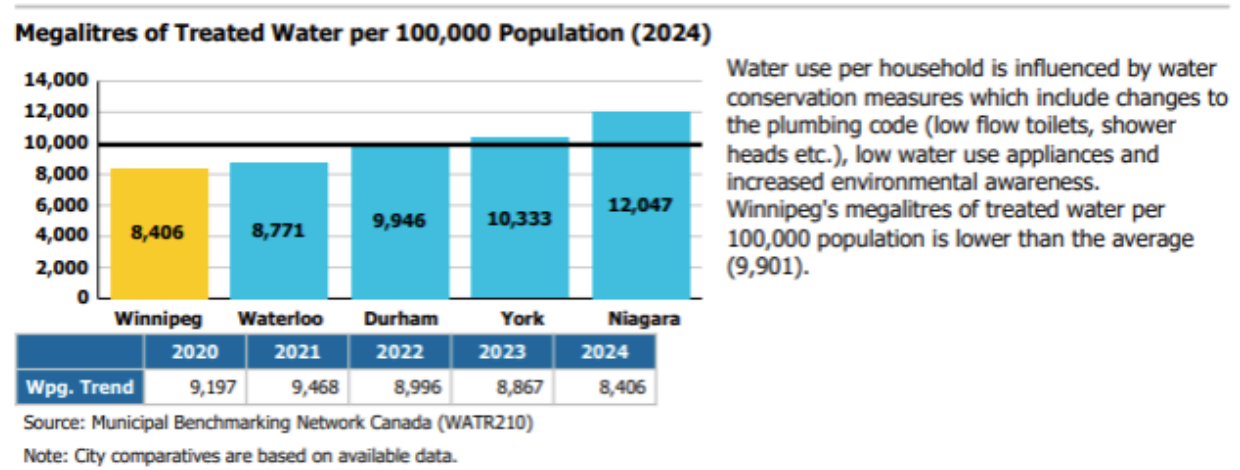 Megalitres of Treated Water per 100,000 Population (2024)
14,000
12,000
10,000
8,000
6,000
4,000
2,000
0
8,406
8,771
9,946
10,333
12,047
Winnipeg Waterloo Durham York Niagara
Water use per household is influenced by water
conservation measures which include changes to
the plumbing code (low flow toilets, shower
heads etc.), low water use appliances and
increased environmental awareness.
Winnipeg's megalitres of treated water per
100,000 population is lower than the average
(9,901).
2020 2021 2022 2023 2024
Wpg. Trend 9,197 9,468 8,996 8,867 8,406
Source: Municipal Benchmarking Network Canada (WATR210)
Note: City comparatives are based on available data.